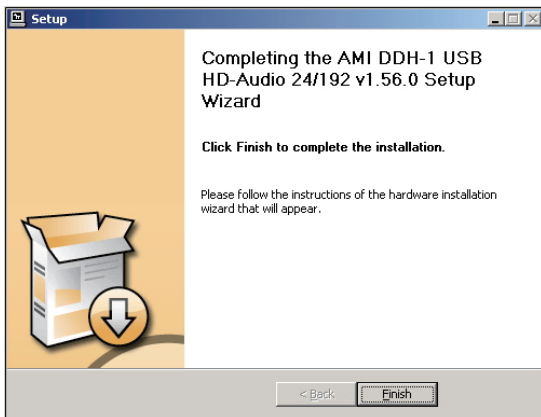 Setup
Completing the AMI DDH-1 USB
HD-Audio 24/192 v1.56.0 Setup
Wizard
Click Finish to complete the installation.
Please follow the instructions of the hardware installation
wizard that will appear.
< Back
Finish